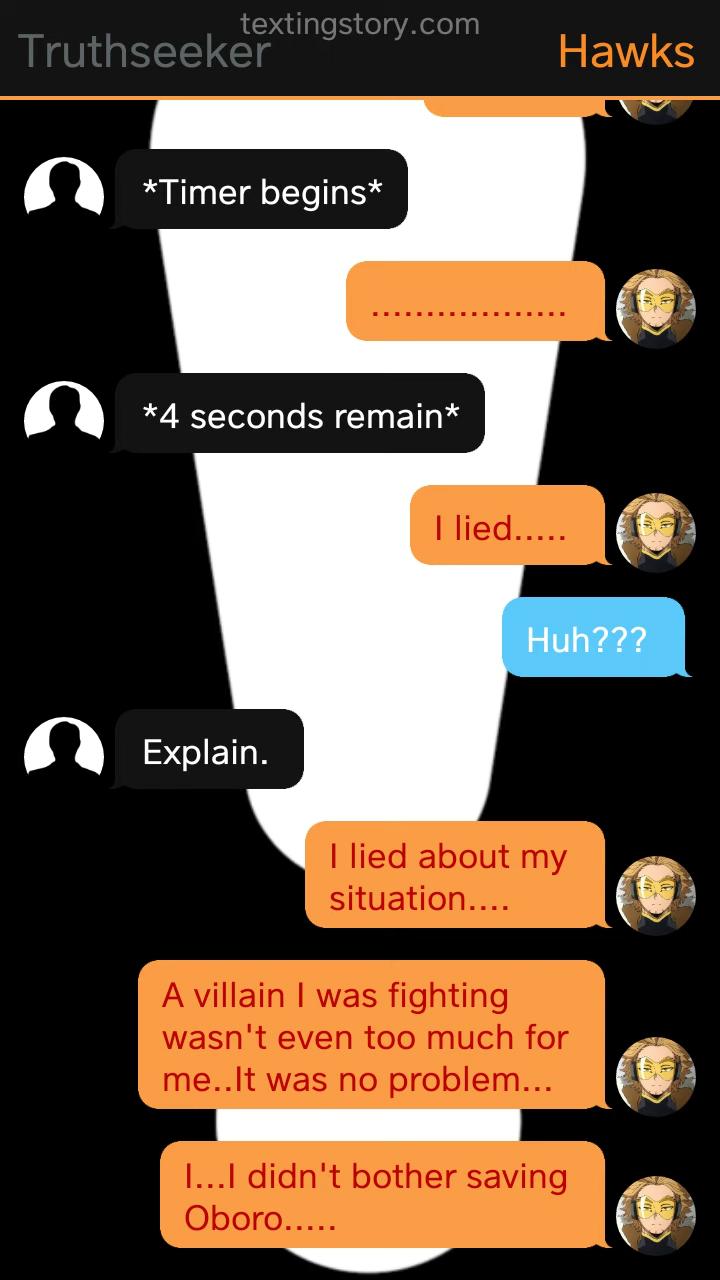 textingstory.com
Truthseeker
Hawks
*Timer begins*
..................
*4 seconds remain*
I lied.....
Huh???
Explain.
I lied about my
situation....
A villain I was fighting
wasn't even too much for
me..It was no problem...
I...I didn't bother saving
Oboro.....